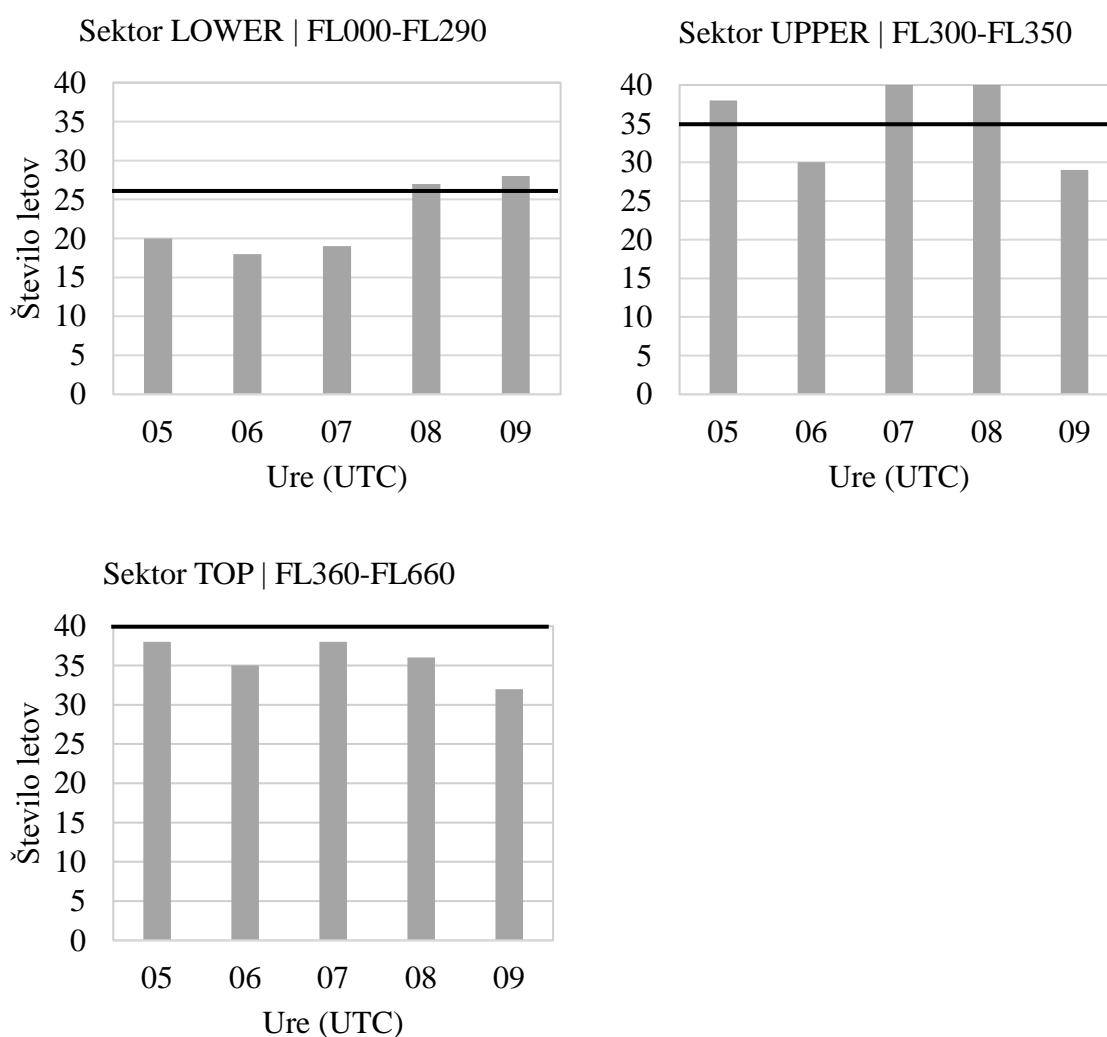 Sektor LOWER | FL000-FL290
40
35
30
25
20
15
10
5
0
Število letov
05 06 07 08 09
Ure (UTC)
Sektor UPPER | FL300-FL350
40
35
30
25
20
15
10
5
0
05 06 07 08 09
Ure (UTC)
Sektor TOP | FL360-FL660
40
35
30
25
20
15
10
5
0
Število letov
05 06 07 08 09
Ure (UTC)